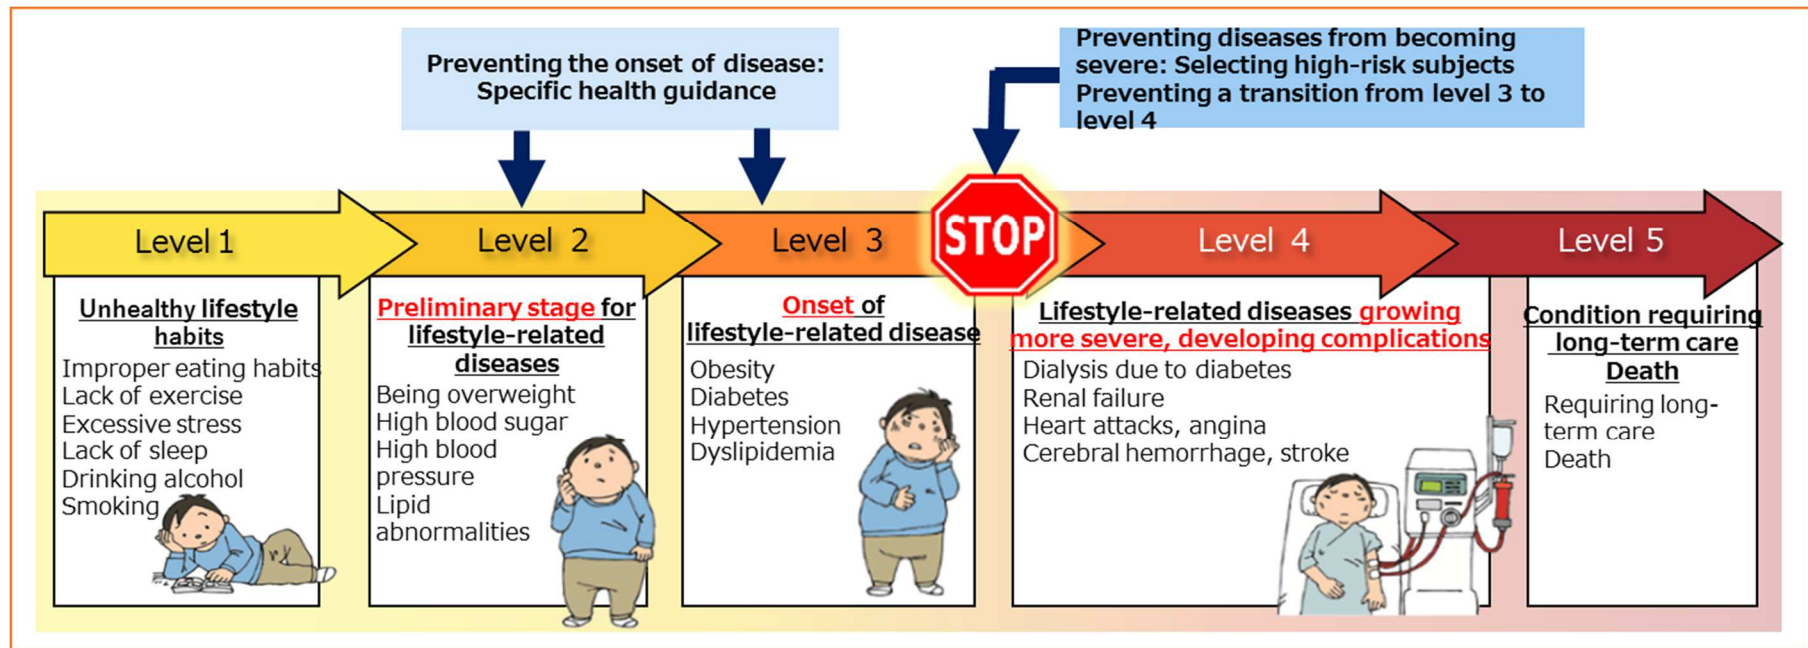 Preventing the onset of disease:
Specific health guidance
Preventing diseases from becoming
severe: Selecting high-risk subjects
Preventing a transition from level 3 to
level 4
Level 1
Level 2
Level 3
STOP
Level 4
Level 5
Unhealthy lifestyle
habits
Improper eating habits
Lack of exercise
Excessive stress
Lack of sleep
Drinking alcohol
Smoking
Preliminary stage for
lifestyle-related
diseases
Being overweight
High blood sugar
High blood
pressure
Lipid
abnormalities
Onset of
lifestyle-related disease
Obesity
Diabetes
Hypertension
Dyslipidemia
Lifestyle-related diseases growing
more severe, developing complications
Dialysis due to diabetes
Renal failure
Heart attacks, angina
Cerebral hemorrhage, stroke
Condition requiring
long-term care
Death
Requiring long-
term care
Death